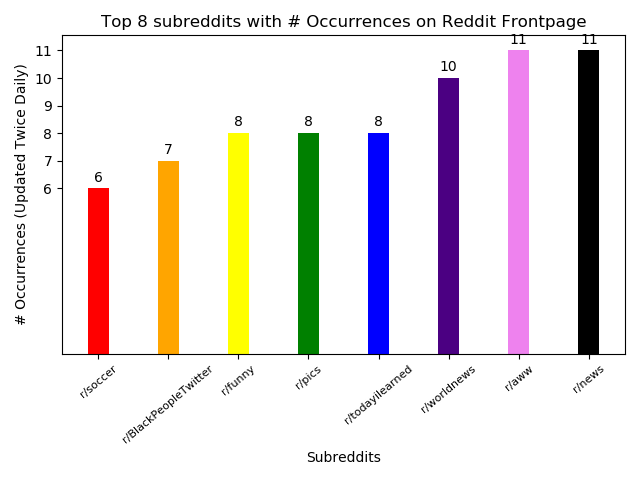 Top 8 subreddits with # Occurrences on Reddit Frontpage
# Occurrences (Updated Twice Daily)
11
10
9
8
7
6
6
7
8
8
8
10
11
11
r/soccer
r/BlackPeopleTwitter
r/funny
r/pics
r/todayilearned
r/worldnews
r/aww
r/news
Subreddits